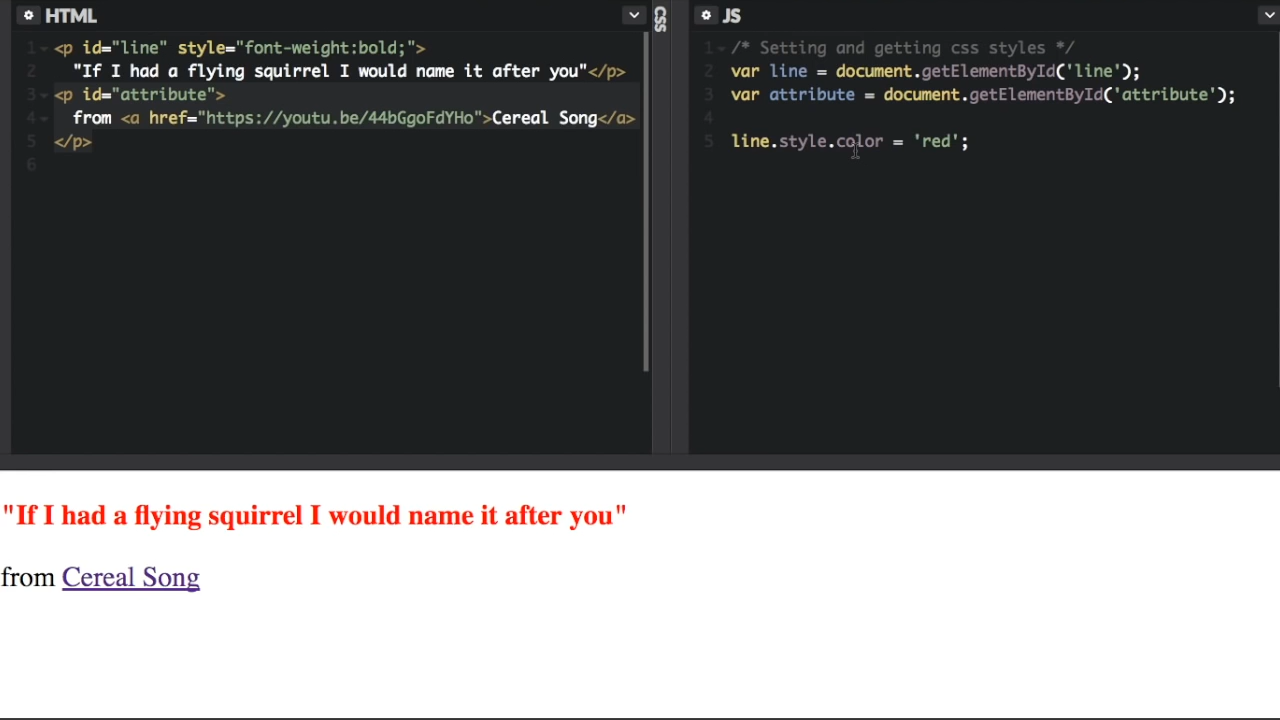 HTML
1 <p id="line" style="font-weight:bold;">
2 "If I had a flying squirrel I would name it after you"</p>
3 <p id="attribute">
4 from <a href="https://youtu.be/44bGgoFdYHo">Cereal Song</a>
5 </p>
6
CSS
JS
1 /* Setting and getting css styles */
2 var line = document.getElementById('line');
3 var attribute = document.getElementById('attribute');
4
5 line.style.color = 'red';
"If I had a flying squirrel I would name it after you"
from Cereal Song